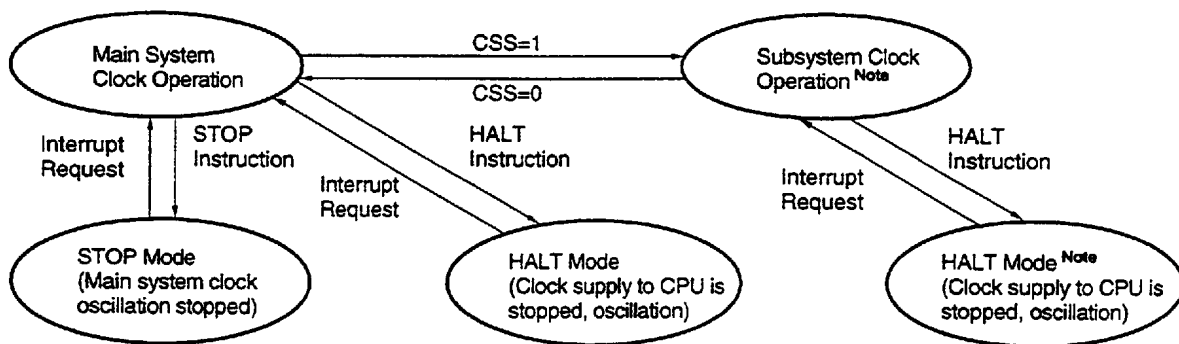 Main System
Clock Operation
CSS=1
CSS=0
Subsystem Clock
Operation Note
Interrupt
Request
STOP
Instruction
HALT
Instruction
Interrupt
Request
HALT
Instruction
Interrupt
Request
STOP Mode
(Main system clock
oscillation stopped)
HALT Mode
(Clock supply to CPU is
stopped, oscillation)
HALT Mode Note
(Clock supply to CPU is
stopped, oscillation)